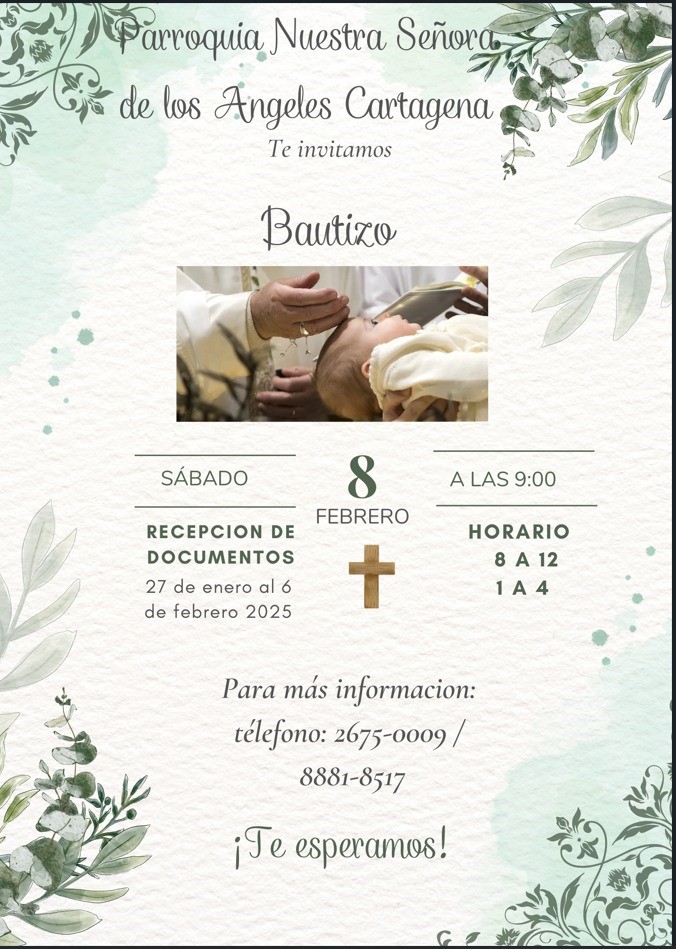 Parroquia Nuestra Señora
de los Angeles Cartagena
Te invitamos
Bautizo
SÁBADO
8
FEBRERO
A LAS 9:00
RECEPCION DE
DOCUMENTOS
27 de enero al 6
de febrero 2025
HORARIO
8 A 12
1 A 4
Para más informacion:
télefono: 2675-0009 /
8881-8517
¡Te esperamos!